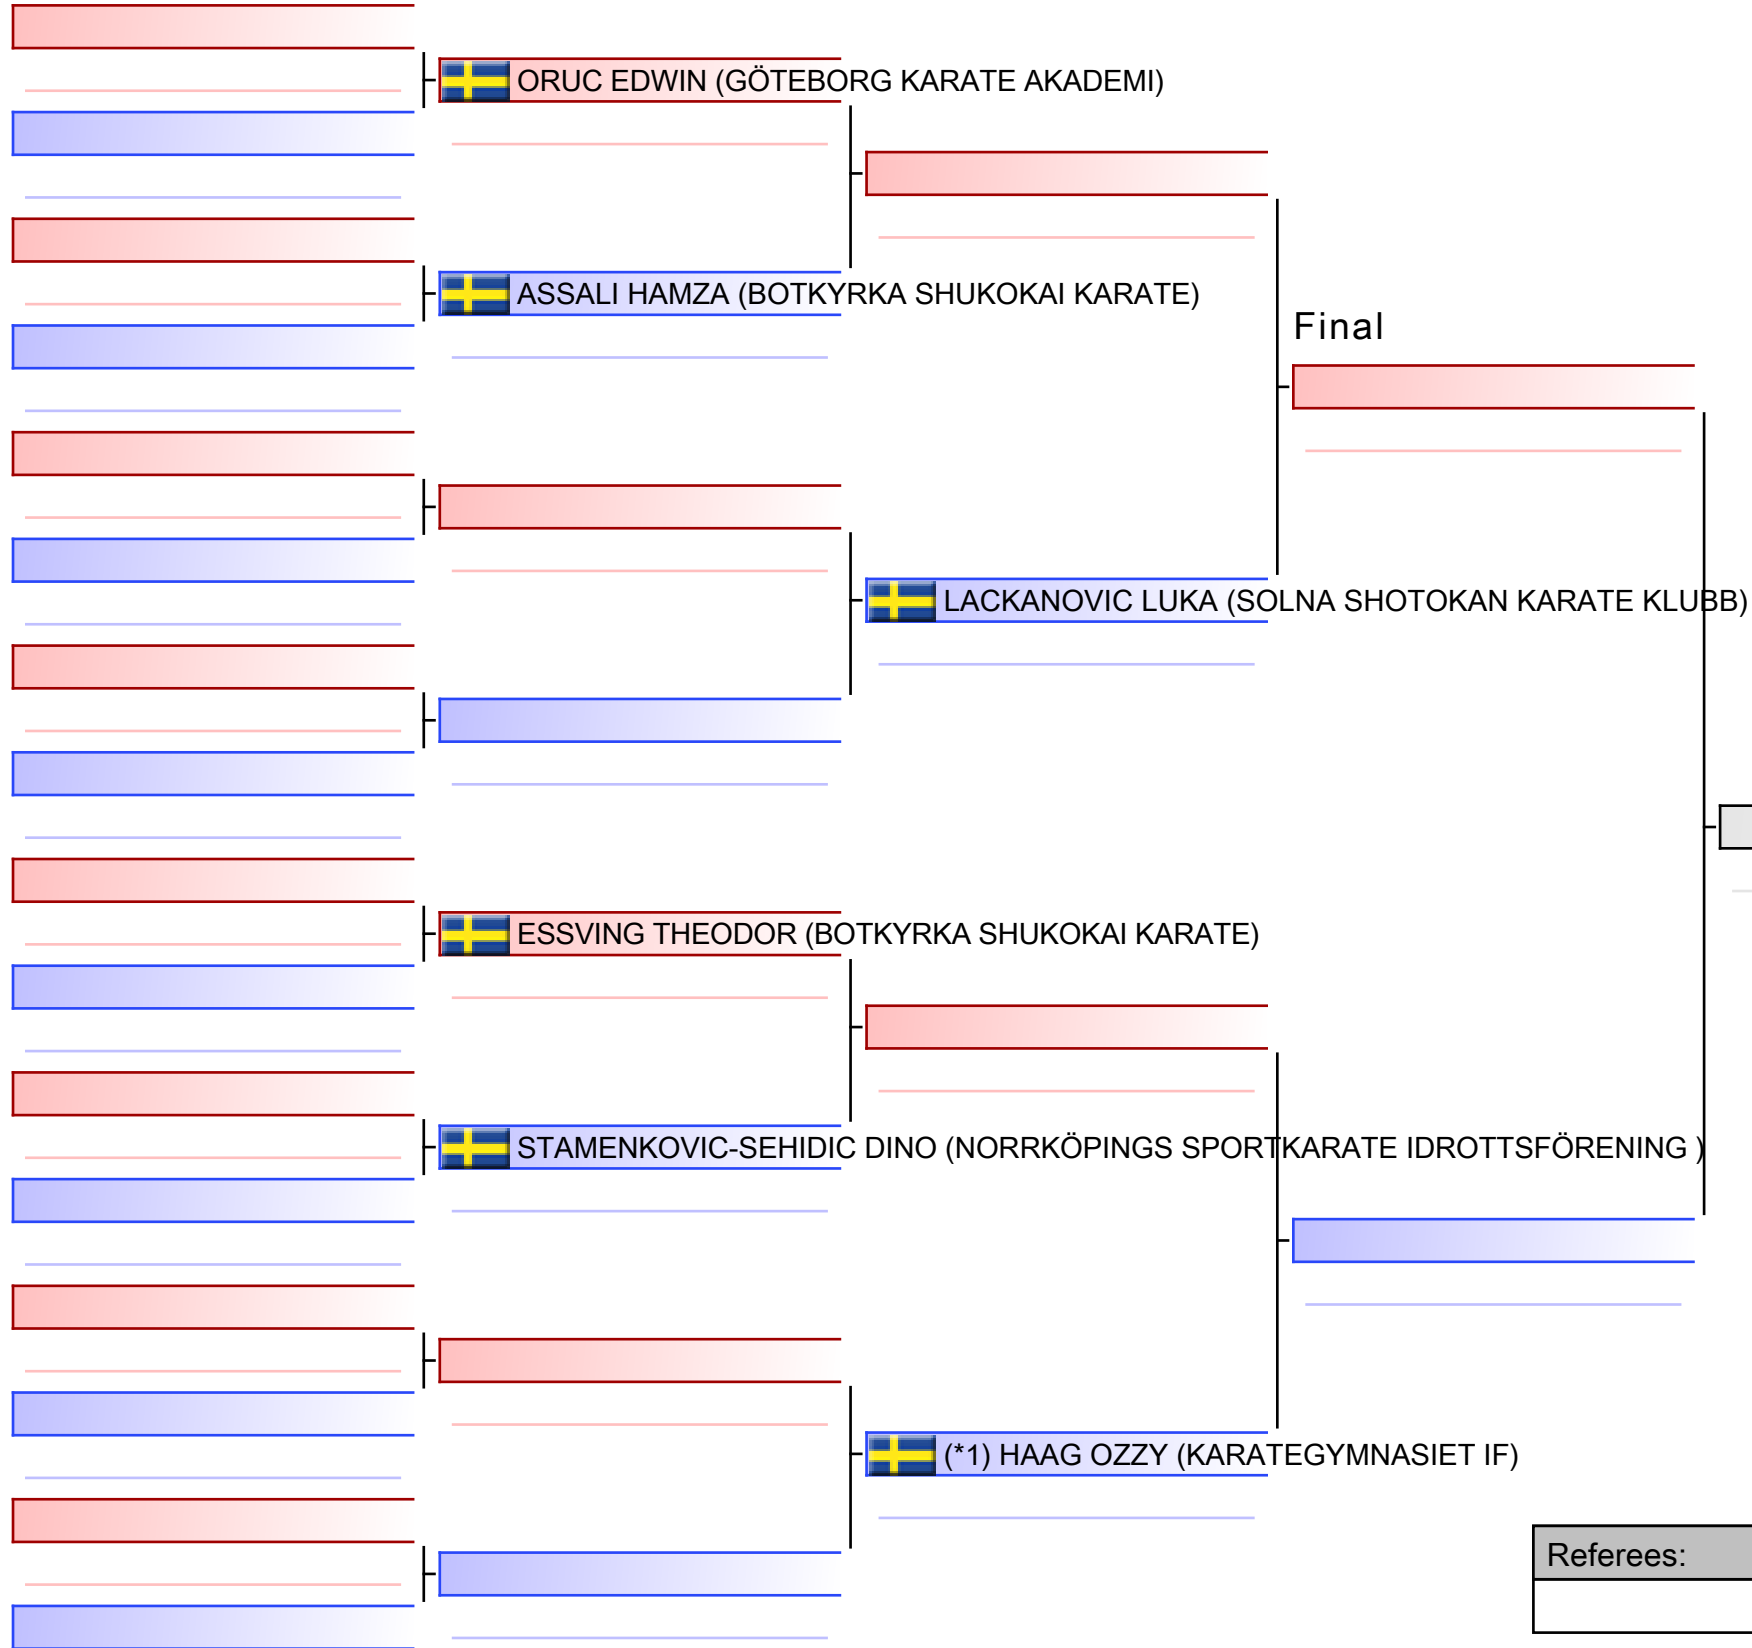 ORUC EDWIN (GÖTEBORG KARATE AKADEMI)
ASSALI HAMZA (BOTKYRKA SHUKOKAI KARATE)
Final
LACKANOVIC LUKA (SOLNA SHOTOKAN KARATE KLUBB)
ESSVING THEODOR (BOTKYRKA SHUKOKAI KARATE)
STAMENKOVIC-SEHIDIC DINO (NORRKÖPINGS SPORTKARATE IDROTTSFÖRENING )
(*1) HAAG OZZY (KARATEGYMNASIET IF)
Referees: